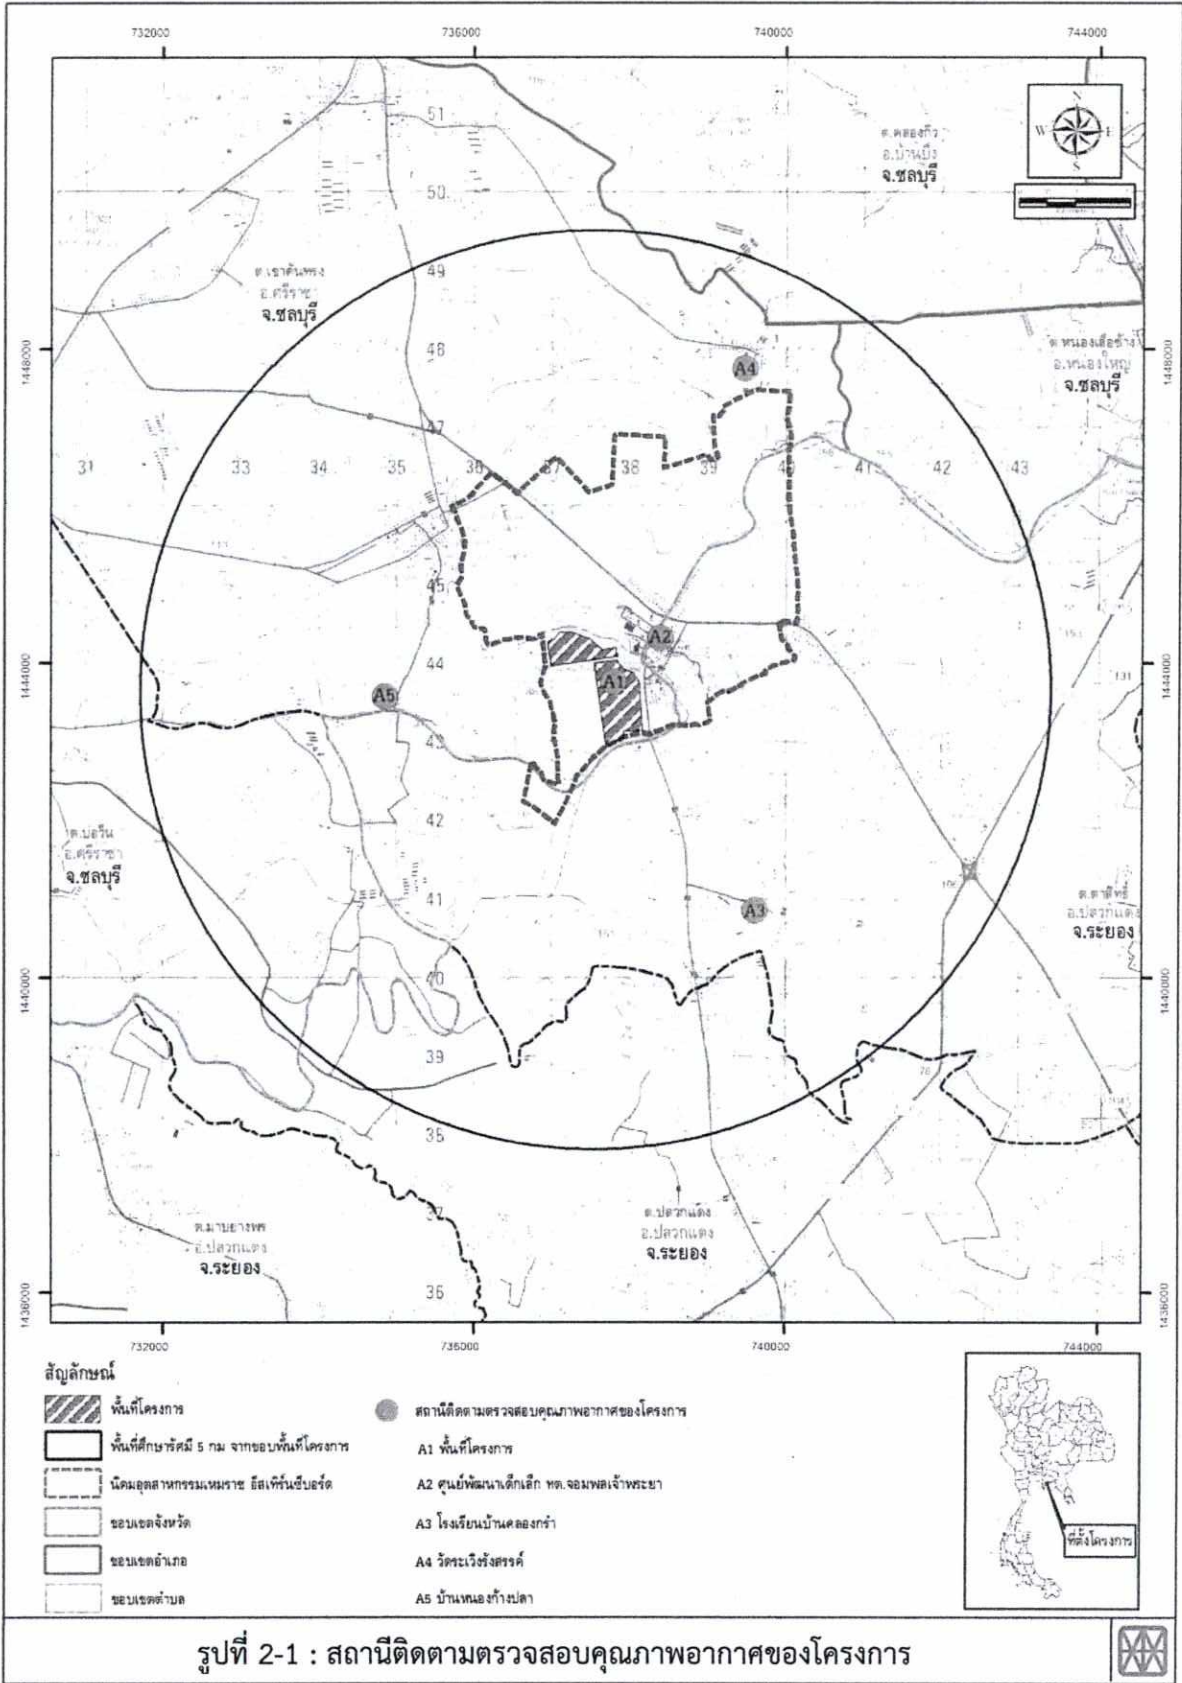 732000
736000
740000
744000
51
50
49
48
47
45
44
43
42
41
40
39
37
36
31
33
34
35
36
37
38
39
40
41
42
43
N
W
E
S
ต.คลองกิ่ว
อ.บ้านบึง
จ.ชลบุรี
ต.เขาคันทรง
อ.ศรีราชา
จ.ชลบุรี
ต.หนองเสือช้าง
อ.หนองใหญ่
จ.ชลบุรี
1448000
1448000
A4
A2
A1
A5
A3
1444000
1444000
131
ต.บ่อวิน
อ.ศรีราชา
จ.ชลบุรี
ต.ตาสิทธิ์
อ.ปลวกแดง
จ.ระยอง
1440000
1440000
ต.มาบยางพร
อ.ปลวกแดง
จ.ระยอง
ต.ปลวกแดง
อ.ปลวกแดง
จ.ระยอง
1436000
1436000
732000
736000
740000
744000
สัญลักษณ์
พื้นที่โครงการ
พื้นที่ศึกษารัศมี 5 กม จากขอบพื้นที่โครงการ
นิคมอุตสาหกรรมเหมราช อีสเทิร์นซีบอร์ด
ขอบเขตจังหวัด
ขอบเขตอำเภอ
ขอบเขตตำบล
สถานีติดตามตรวจสอบคุณภาพอากาศของโครงการ
A1 พื้นที่โครงการ
A2 ศูนย์พัฒนาเด็กเล็ก ทต.จอมพลเจ้าพระยา
A3 โรงเรียนบ้านคลองกรำ
A4 วัดระเวิงรังสรรค์
A5 บ้านหนองก้างปลา
ที่ตั้งโครงการ
รูปที่ 2-1 : สถานีติดตามตรวจสอบคุณภาพอากาศของโครงการ